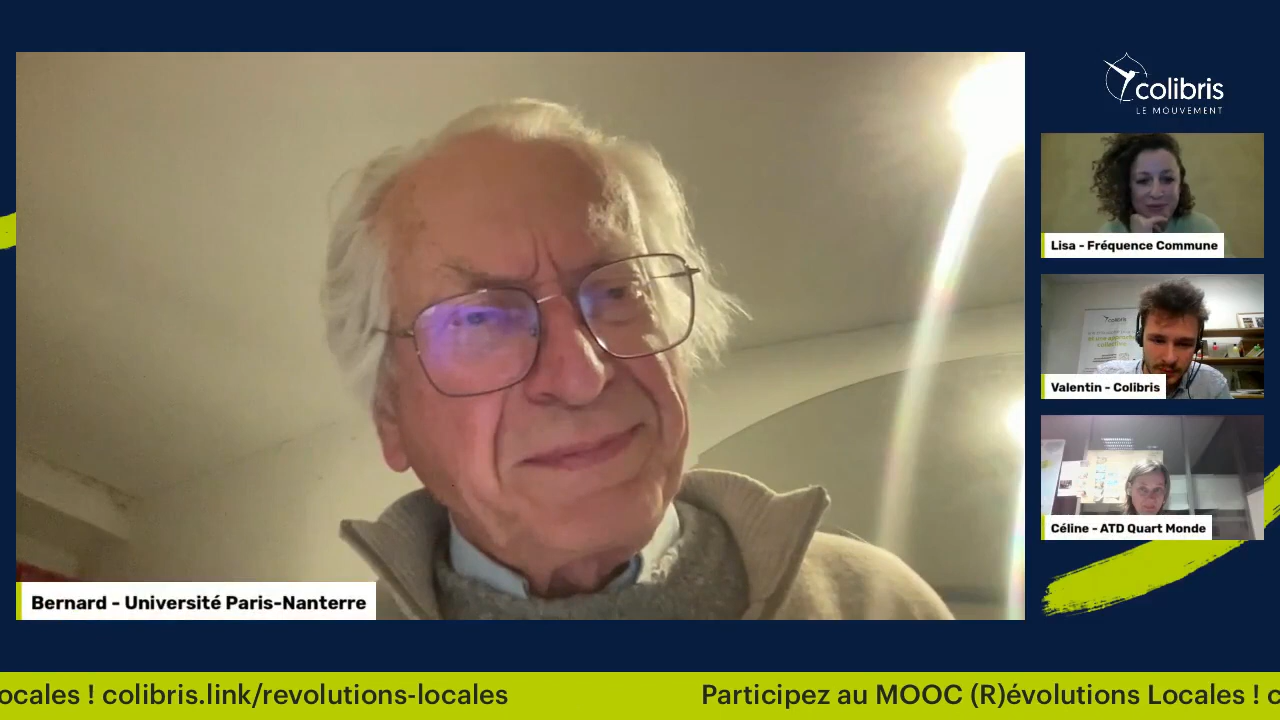 colibris
LE MOUVEMENT
Lisa - Fréquence Commune
colibris
Valentin - Colibris
Céline - ATD Quart Monde
Bernard - Université Paris-Nanterre
ocales ! colibris.link/revolutions-locales
Participez au MOOC (R)évolutions Locales ! c